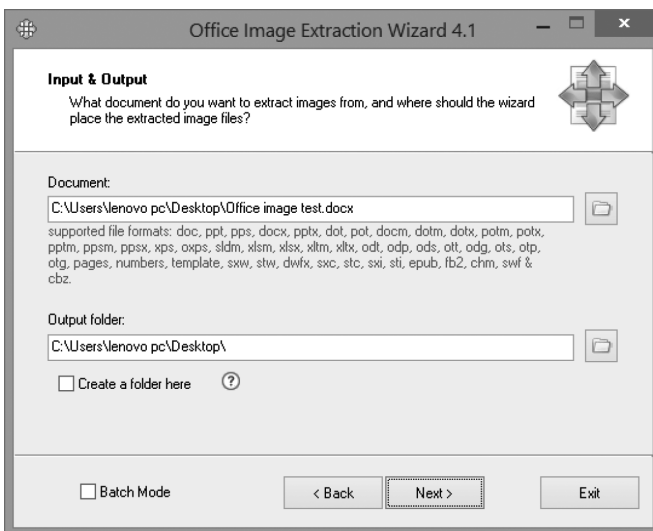 Office Image Extraction Wizard 4.1
Input & Output
What document do you want to extract images from, and where should the wizard
place the extracted image files?
Document:
C:\Users\lenovo pc\Desktop\Office image test.docx
supported file formats: doc, ppt, pps, docx, pptx, dot, pot, docm, dotm, dotx, potm, potx,
pptm, ppsm, ppsx, xps, oxps, sldm, xlsm, xlsx, xltm, xltx, odt, odp, ods, ott, odg, ots, otp,
otg, pages, numbers, template, sxw, stw, dwfx, sxc, stc, sxi, sti, epub, fb2, chm, swf &
cbz.
Output folder:
C:\Users\lenovo pc\Desktop\
Create a folder here ?
Batch Mode
< Back
Next >
Exit